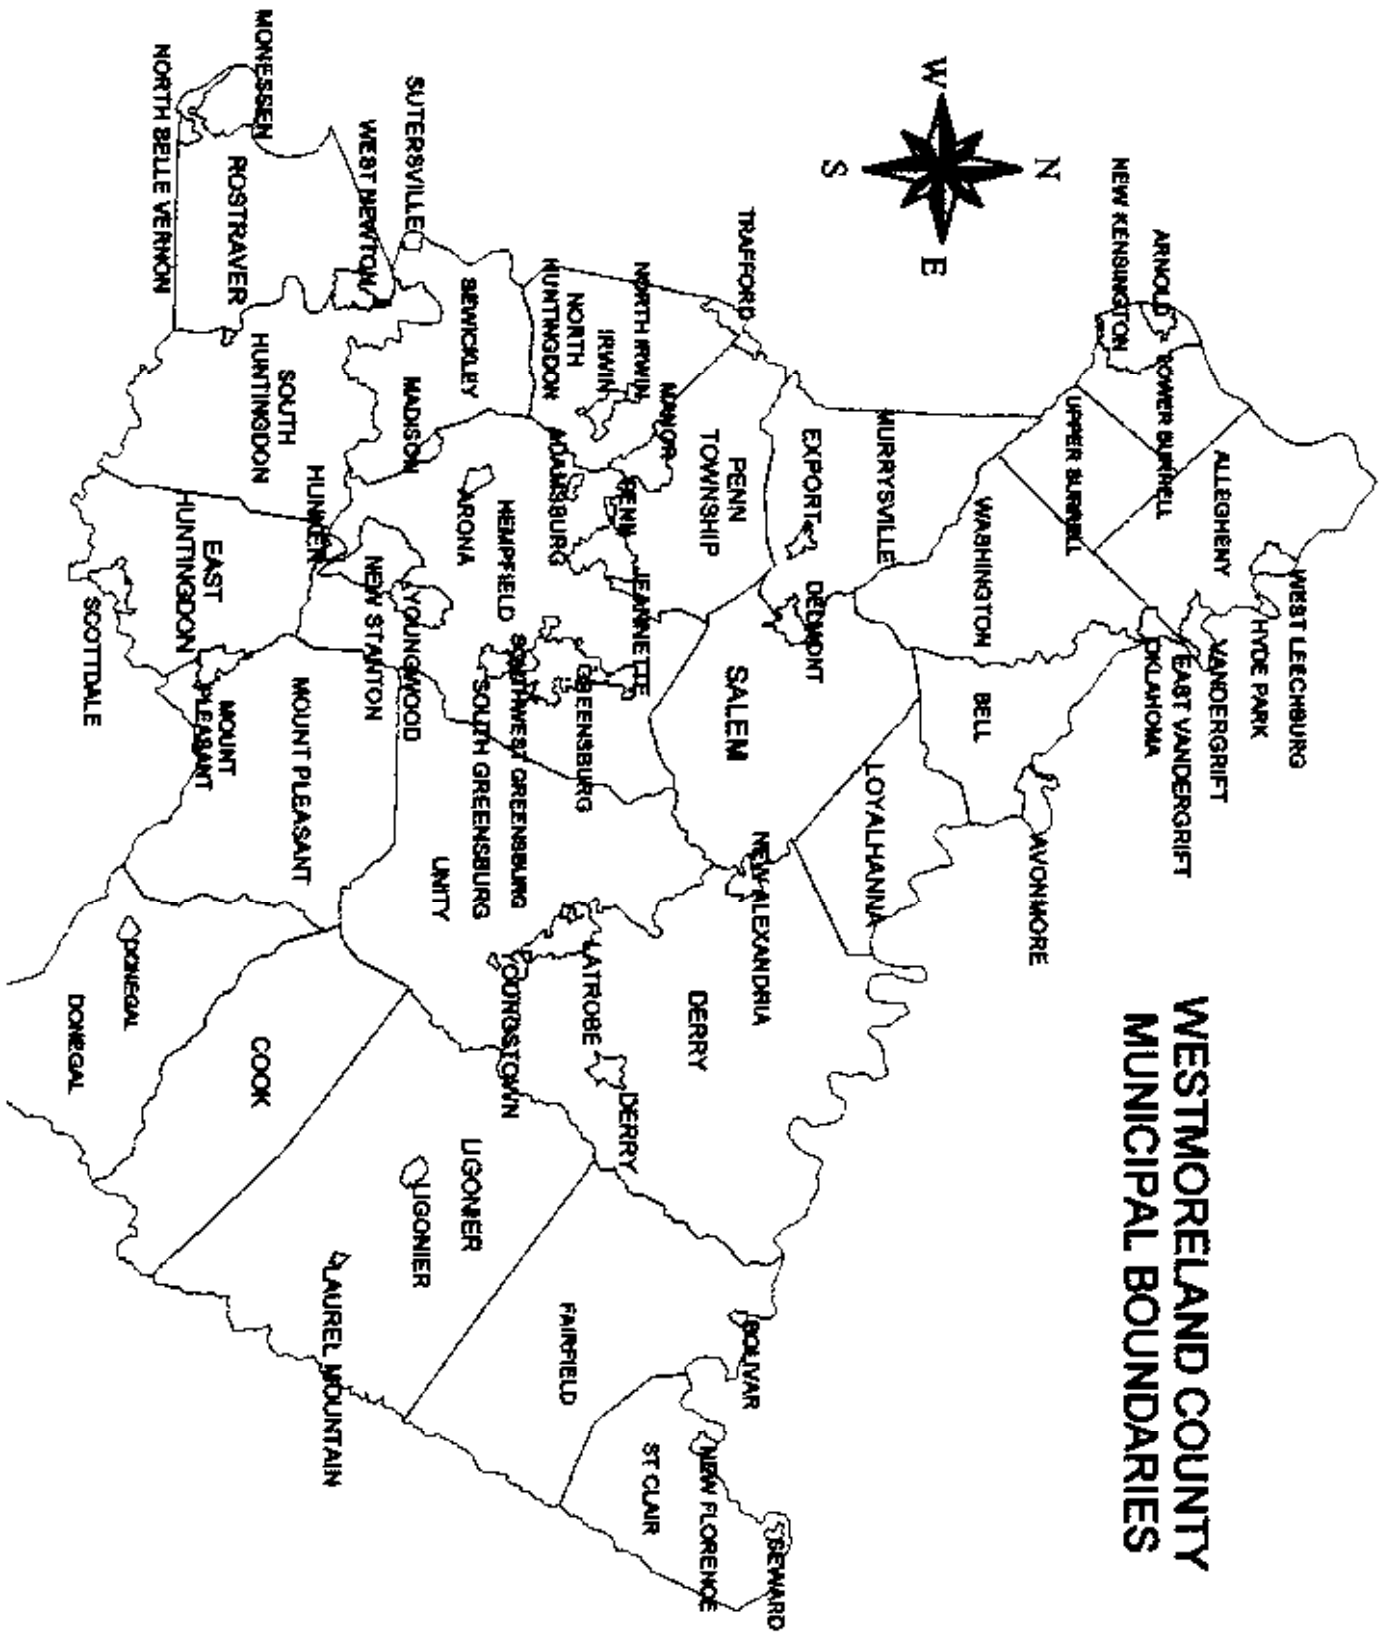 WESTMORELAND COUNTY
MUNICIPAL BOUNDARIES
N
W
E
S
WEST LEECHBURG
HYDE PARK
ALLEGHENY
VANDERGRIFT
EAST VANDERGRIFT
ARNOLD
LOWER BURRELL
OKLAHOMA
NEW KENSINGTON
UPPER BURRELL
AVONMORE
WASHINGTON
BELL
MURRYSVILLE
LOYALHANNA
EXPORT
DELMONT
TRAFFORD
PENN
TOWNSHIP
SALEM
NEW ALEXANDRIA
BOLIVAR
SEWARD
DERRY
NEW FLORENCE
ST CLAIR
MANOR
NORTH IRWIN
JEANNETTE
PENN
DERRY
IRWIN
NORTH
HUNTINGDON
ADAMSBURG
GREENSBURG
LATROBE
FAIRFIELD
HEMPFIELD
SOUTHWEST GREENSBURG
YOUNGSTOWN
SEWICKLEY
ARONA
SOUTH GREENSBURG
LIGONIER
UNITY
SUTERSVILLE
MADISON
YOUNGWOOD
LIGONIER
WEST NEWTON
NEW STANTON
LAUREL MOUNTAIN
HUNKER
MOUNT PLEASANT
SOUTH
HUNTINGDON
MONESSEN
ROSTRAVER
COOK
EAST
HUNTINGDON
MOUNT
PLEASANT
NORTH BELLE VERNON
DONEGAL
SCOTTDALE
DONEGAL